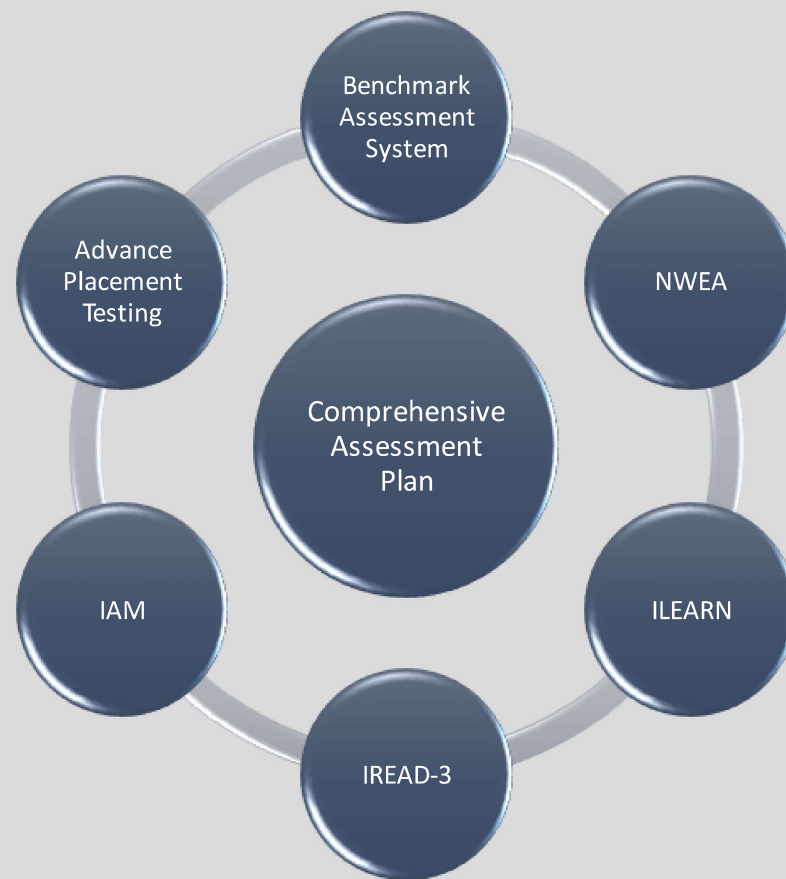 Benchmark
Assessment
System
NWEA
ILEARN
IREAD-3
IAM
Advance
Placement
Testing
Comprehensive
Assessment
Plan